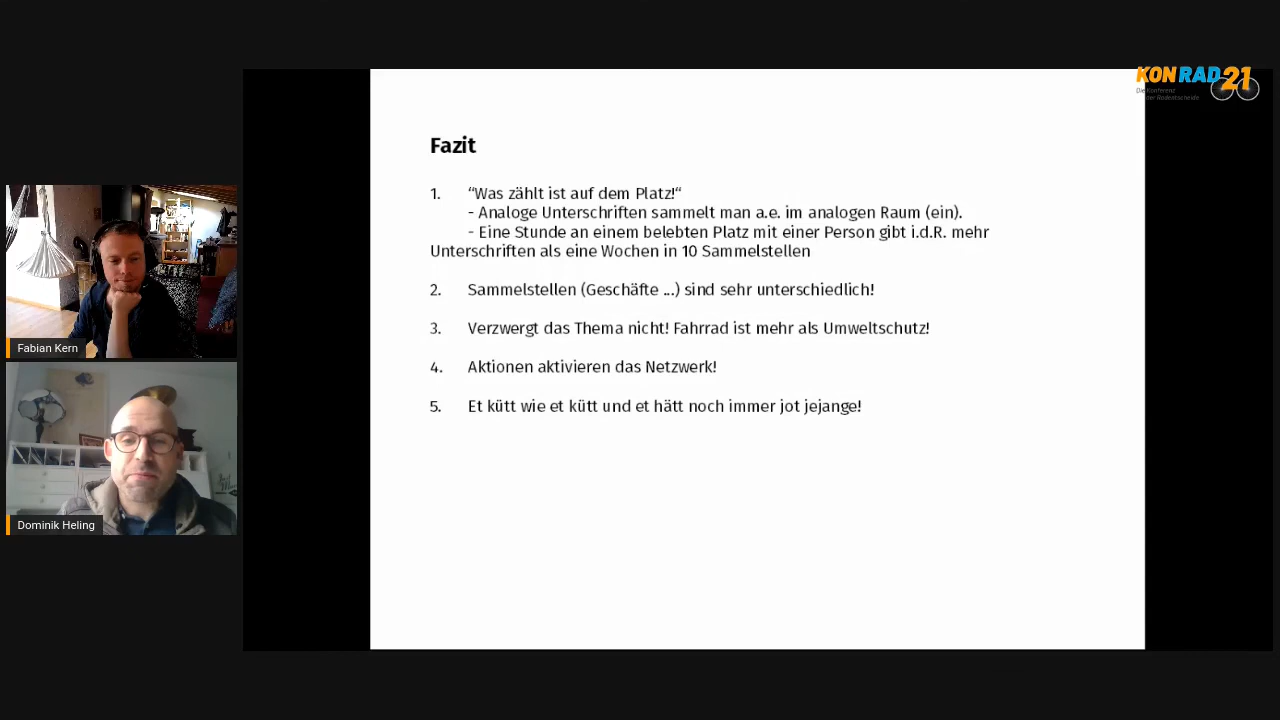 KONRAD21
Die Konferenz
der Radentscheide
Fazit
1. “Was zählt ist auf dem Platz!“
- Analoge Unterschriften sammelt man a.e. im analogen Raum (ein).
- Eine Stunde an einem belebten Platz mit einer Person gibt i.d.R. mehr
Unterschriften als eine Wochen in 10 Sammelstellen
2. Sammelstellen (Geschäfte ...) sind sehr unterschiedlich!
3. Verzwergt das Thema nicht! Fahrrad ist mehr als Umweltschutz!
4. Aktionen aktivieren das Netzwerk!
5. Et kütt wie et kütt und et hätt noch immer jot jejange!
Fabian Kern
Dominik Heling